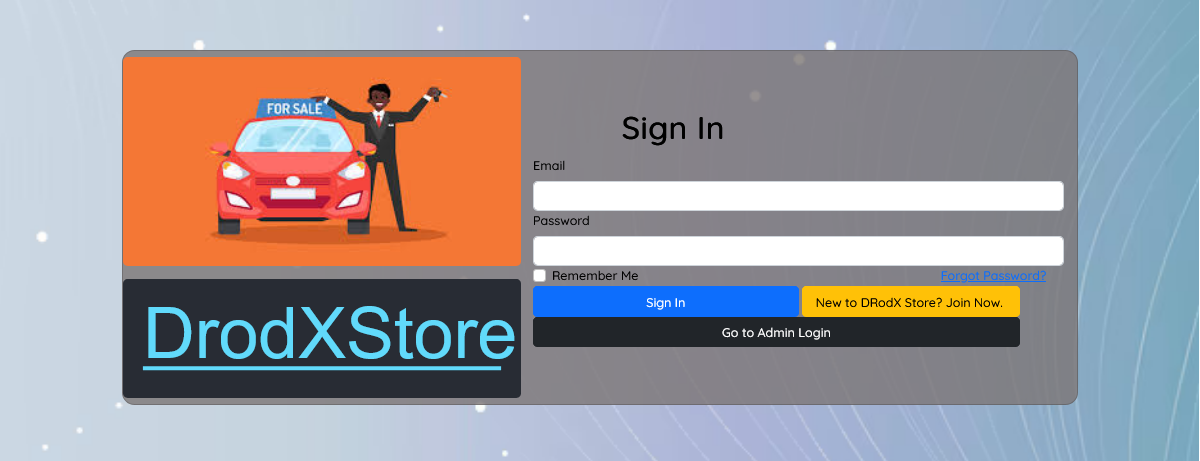 FOR SALE
DrodXStore
Sign In
Email
Password
Remember Me
Forgot Password?
Sign In
New to DRodX Store? Join Now.
Go to Admin Login